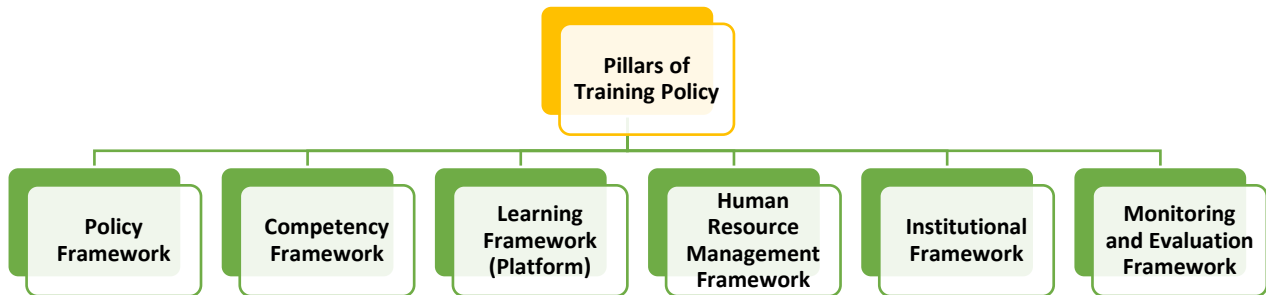 Pillars of
Training Policy
Policy
Framework
Competency
Framework
Learning
Framework
(Platform)
Human
Resource
Management
Framework
Institutional
Framework
Monitoring
and Evaluation
Framework